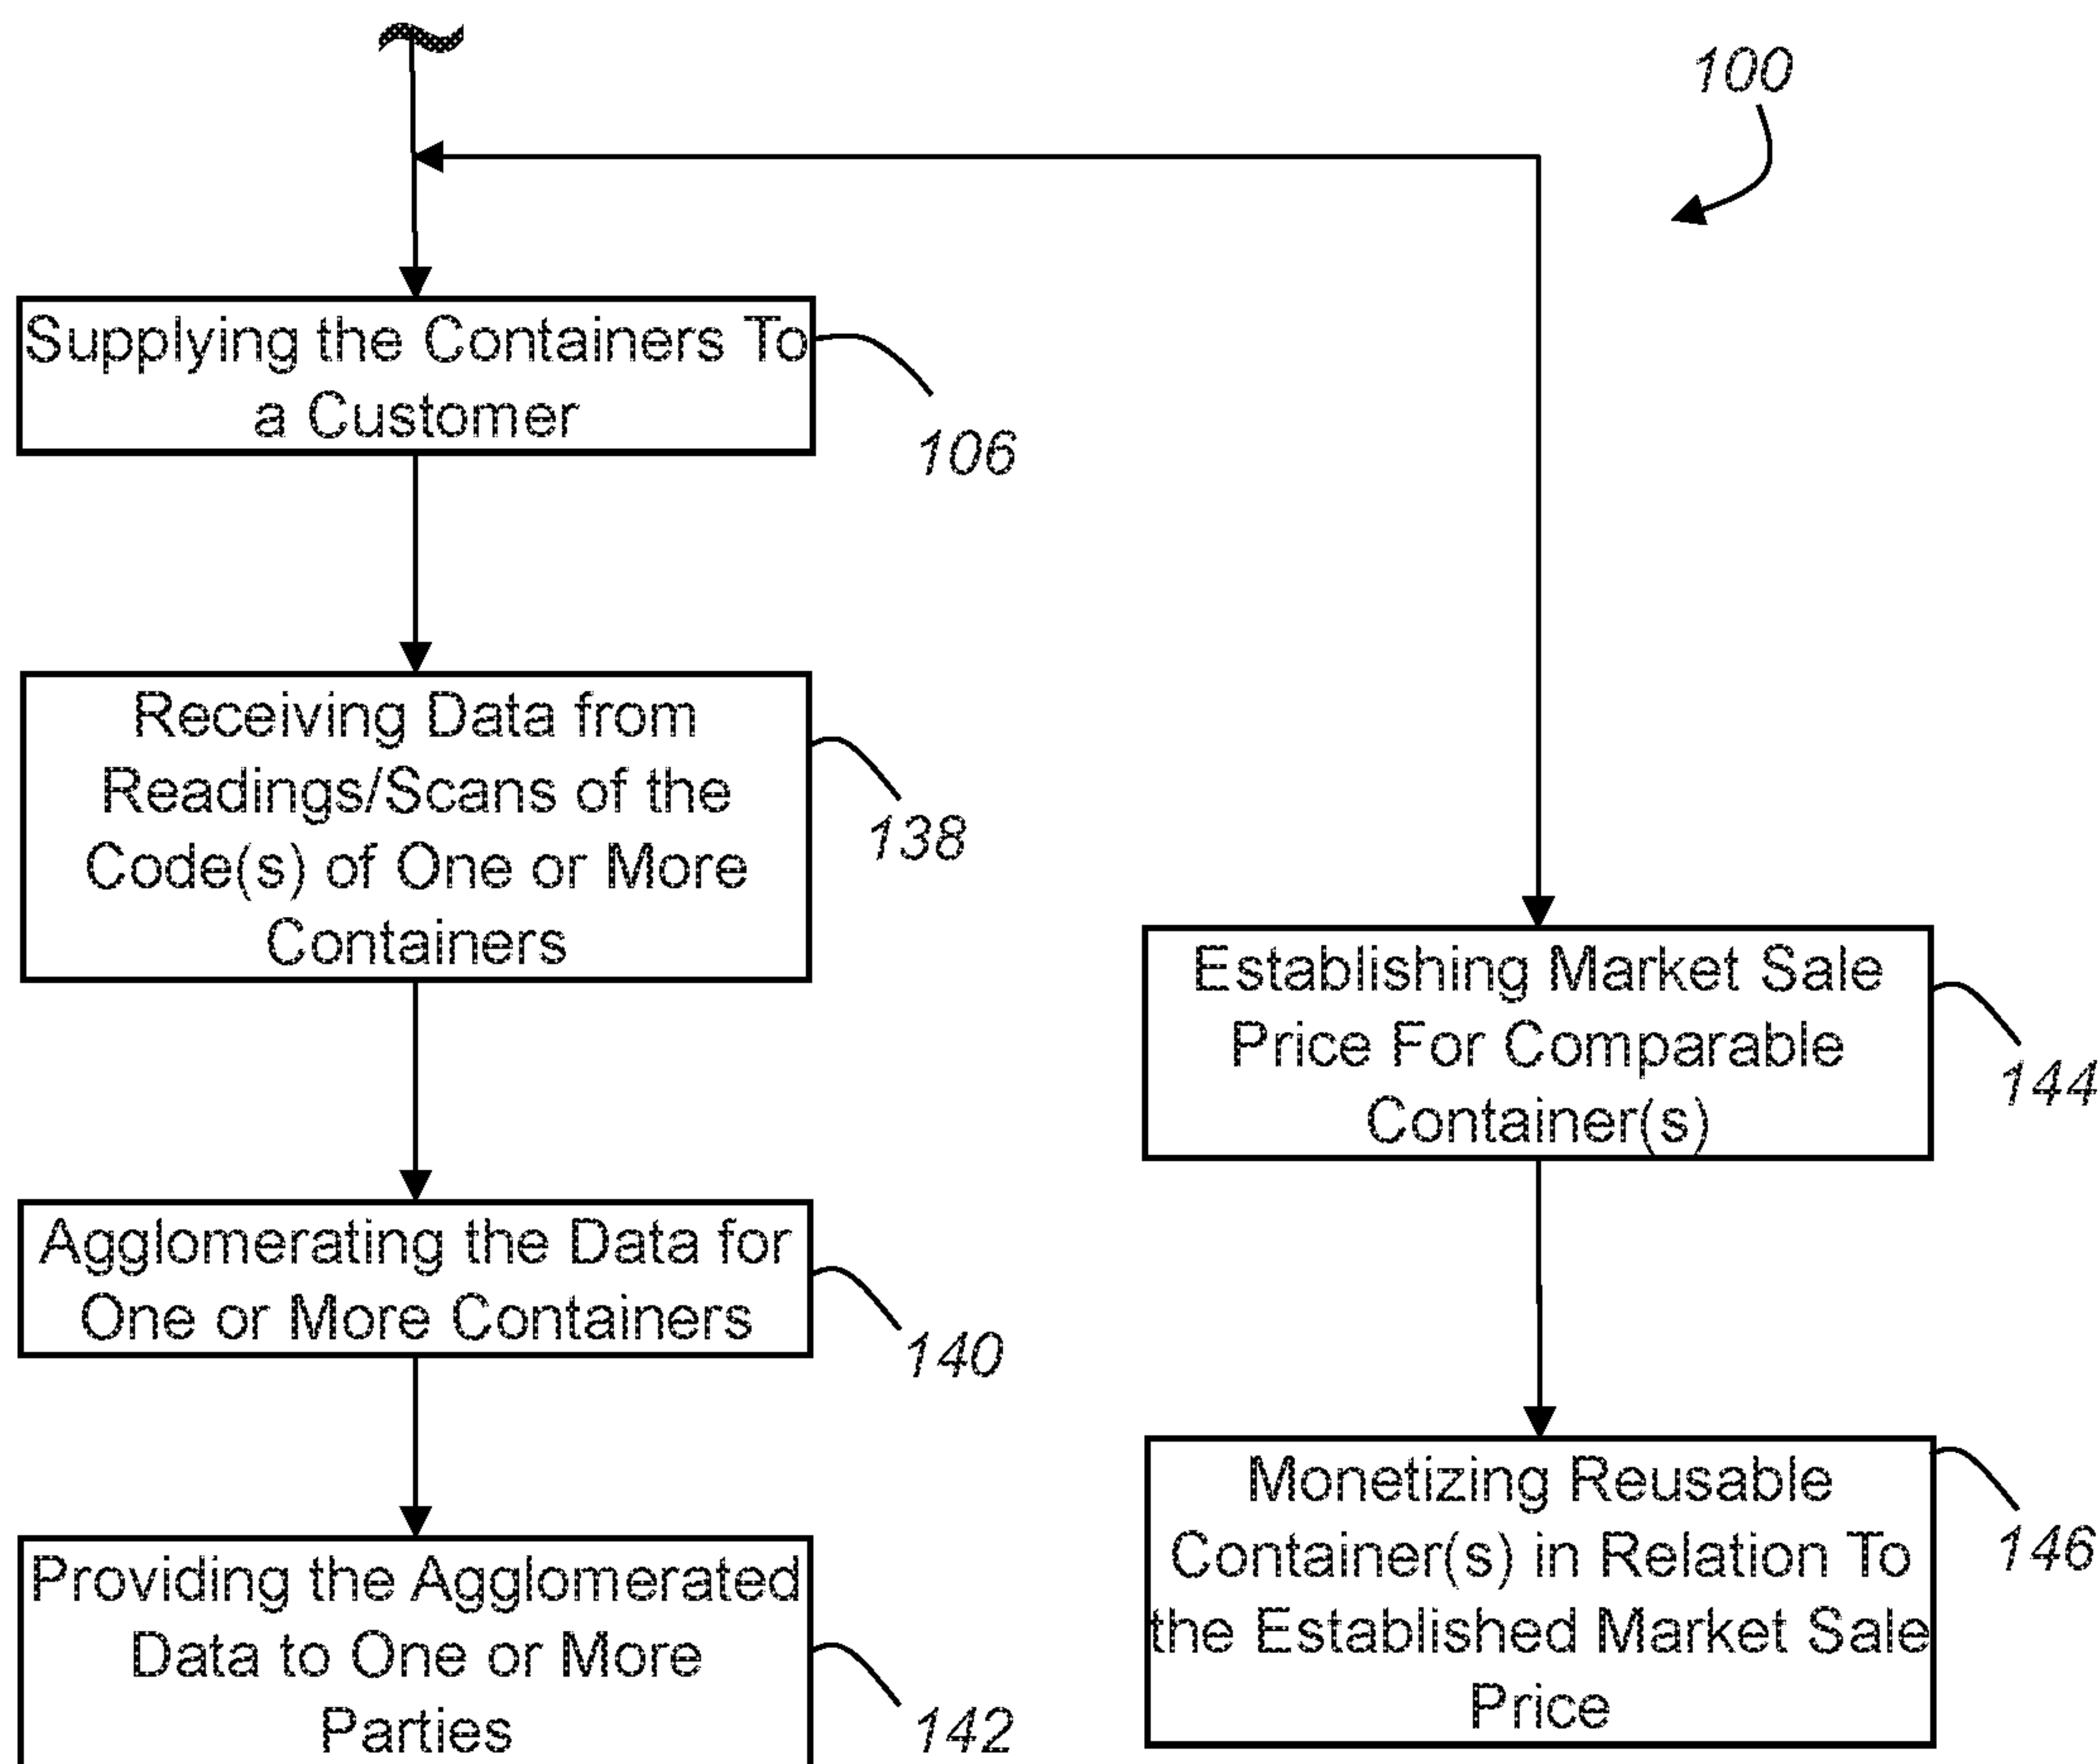 100
Supplying the Containers To
a Customer
106
Receiving Data from
Readings/Scans of the
Code(s) of One or More
Containers
138
Agglomerating the Data for
One or More Containers
140
Providing the Agglomerated
Data to One or More
Parties
142
Establishing Market Sale
Price For Comparable
Container(s)
144
Monetizing Reusable
Container(s) in Relation To
the Established Market Sale
Price
146